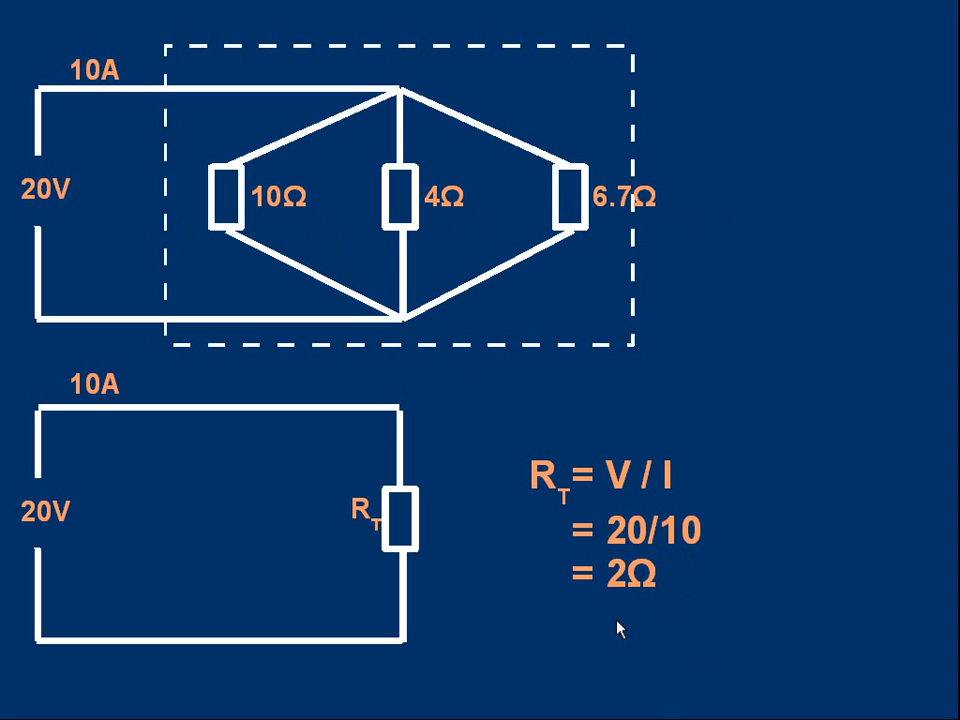 10A
20V
10Ω
4Ω
6.7Ω
10A
20V
RT
RT= V / I
= 20/10
= 2Ω